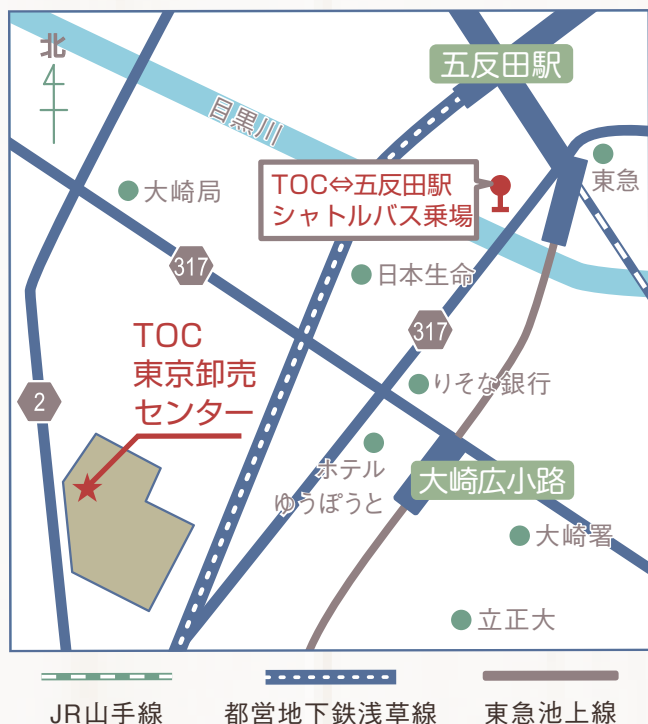 北
五反田駅
目黒川
東急
大崎局
TOC⇔五反田駅
シャトルバス乗場
317
日本生命
317
TOC
東京卸売
センター
2
りそな銀行
ホテル
ゆうぽうと
大崎広小路
大崎署
立正大
JR山手線
都営地下鉄浅草線
東急池上線